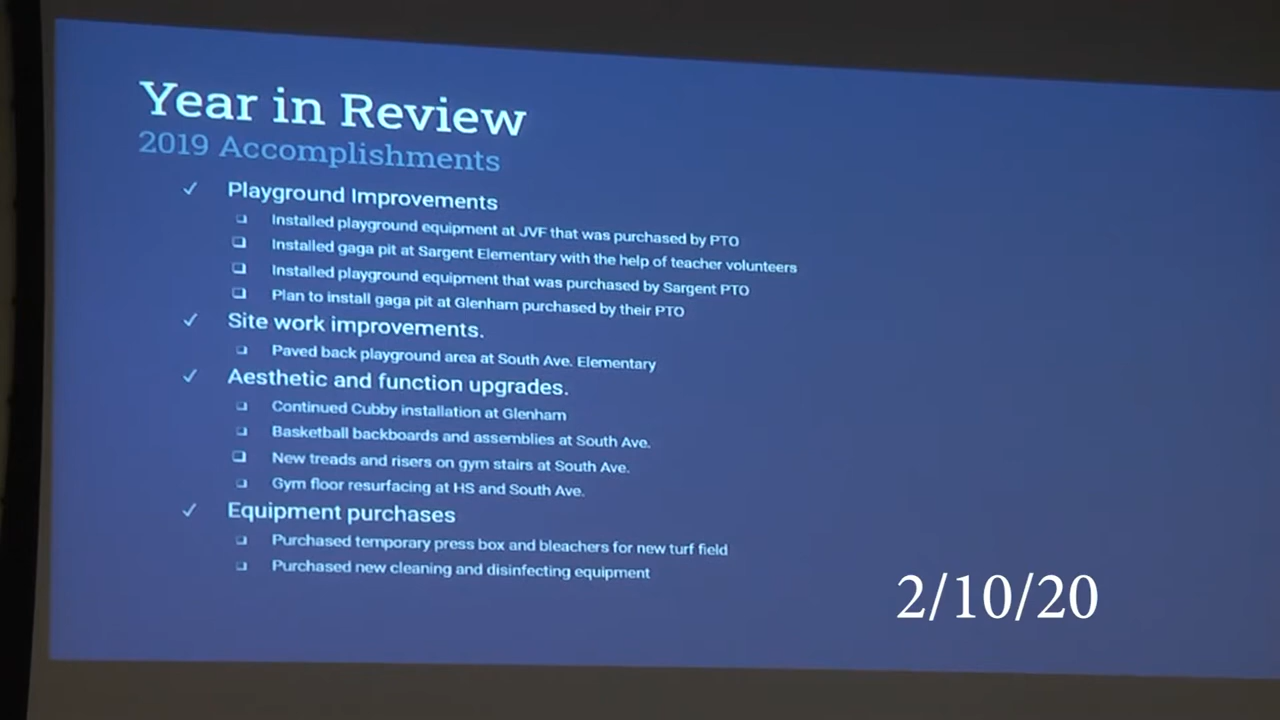 Year in Review
2019 Accomplishments
✓ Playground Improvements
❑ Installed playground equipment at JVF that was purchased by PTO
❑ Installed gaga pit at Sargent Elementary with the help of teacher volunteers
❑ Installed playground equipment that was purchased by Sargent PTO
❑ Plan to install gaga pit at Glenham purchased by their PTO
✓ Site work improvements.
❑ Paved back playground area at South Ave. Elementary
✓ Aesthetic and function upgrades.
❑ Continued Cubby installation at Glenham
❑ Basketball backboards and assemblies at South Ave.
❑ New treads and risers on gym stairs at South Ave.
❑ Gym floor resurfacing at HS and South Ave.
✓ Equipment purchases
❑ Purchased temporary press box and bleachers for new turf field
❑ Purchased new cleaning and disinfecting equipment
2/10/20